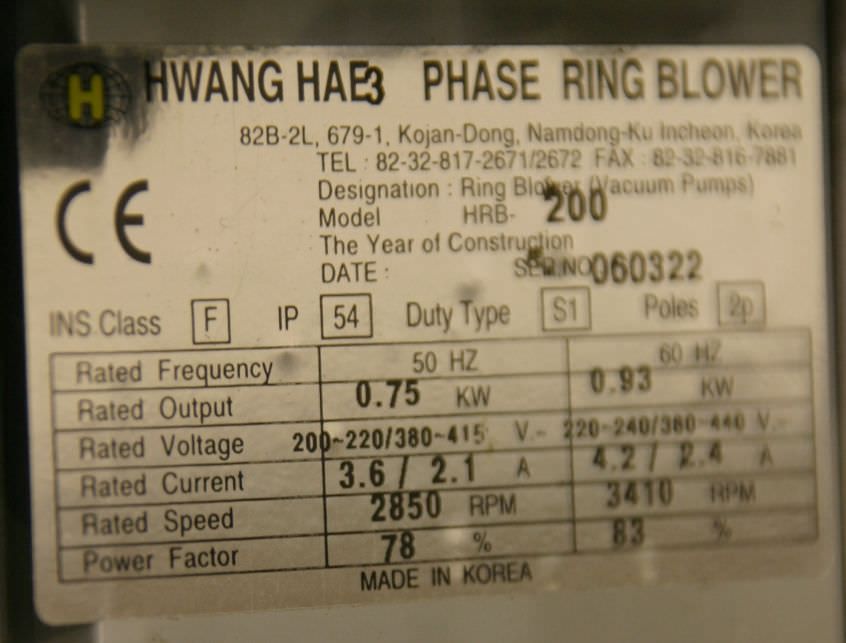 H HWANG HAE 3 PHASE RING BLOWER
82B-2L, 679-1, Kojan-Dong, Namdong-Ku Incheon, Korea
TEL : 82-32-817-2671/2672 FAX : 82-32-816-7881
CE
Designation : Ring Blower (Vacuum Pumps)
Model HRB- 200
The Year of Construction
DATE : SER.NO 060322
INS.Class F IP 54 Duty Type S1 Poles 2p
Rated Frequency 50 HZ 60 HZ
Rated Output 0.75 KW 0.93 KW
Rated Voltage 200~220/380~415 V.~ 220-240/380-440 V.~
Rated Current 3.6 / 2.1 A 4.2 / 2.4 A
Rated Speed 2850 RPM 3410 RPM
Power Factor 78 % 83 %
MADE IN KOREA